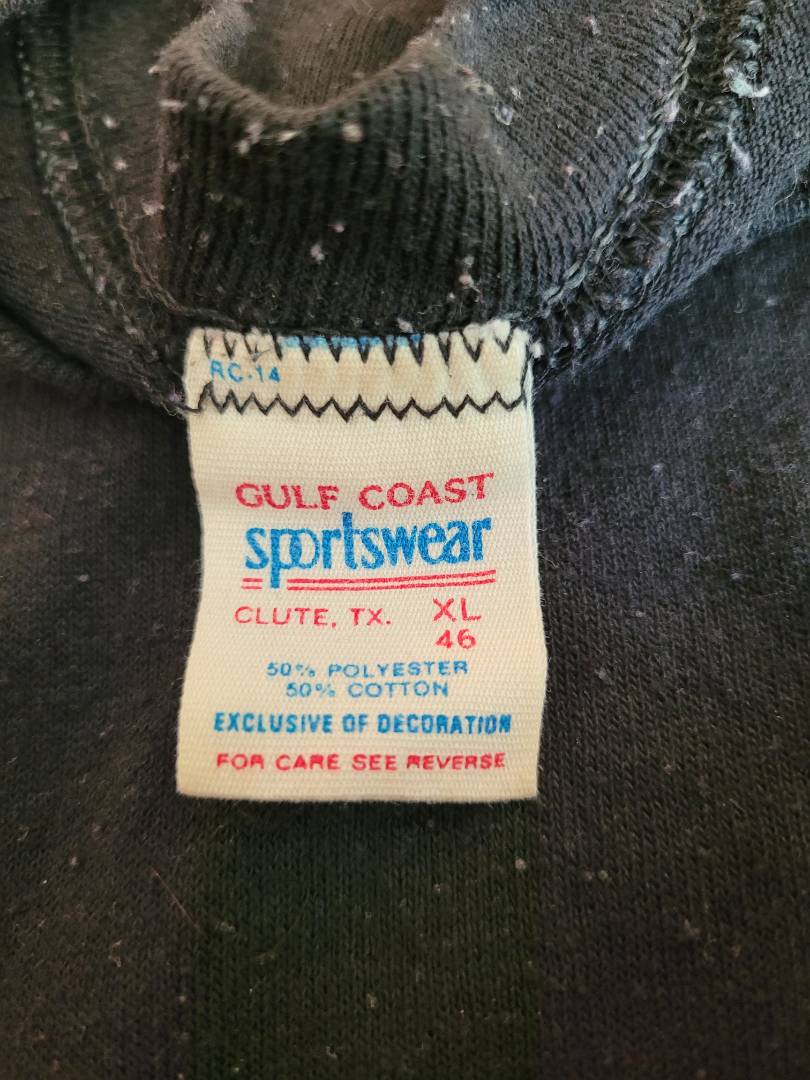 RC-14
GULF COAST
sportswear
CLUTE, TX. XL
46
50% POLYESTER
50% COTTON
EXCLUSIVE OF DECORATION
FOR CARE SEE REVERSE